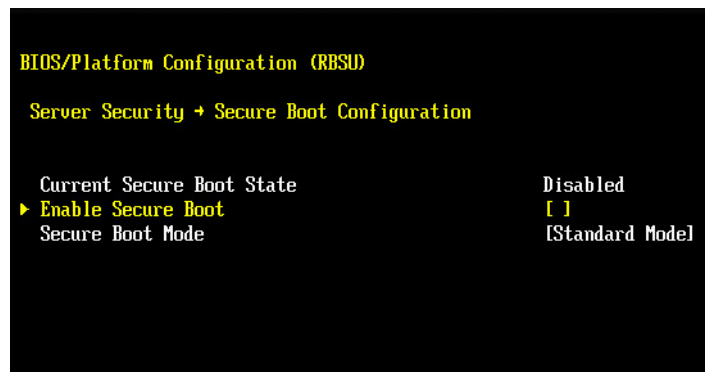 BIOS/Platform Configuration (RBSU)
Server Security → Secure Boot Configuration
Current Secure Boot State Disabled
▶ Enable Secure Boot [ ]
Secure Boot Mode [Standard Mode]